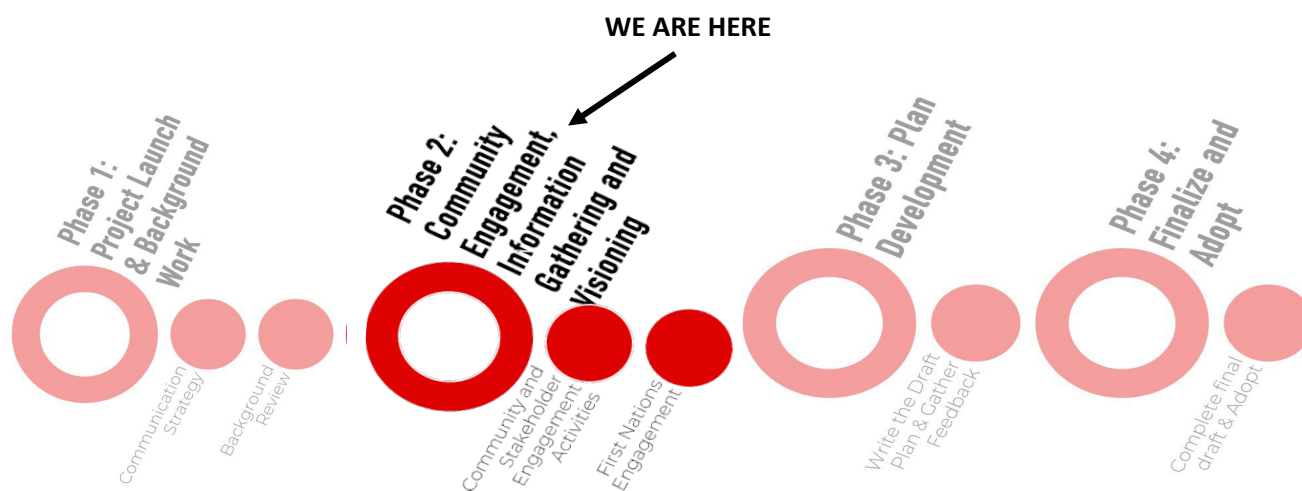 WE ARE HERE
Phase 1:
Project Launch
& Background
Work
Communication
Strategy
Background
Review
Phase 2:
Community
Engagement,
Information
Gathering and
Visioning
Community and
Stakeholder
Engagement
Activities
First Nations
Engagement
Phase 3: Plan
Development
Write the Draft
Plan & Gather
Feedback
Phase 4:
Finalize and
Adopt
Complete final
draft & Adopt